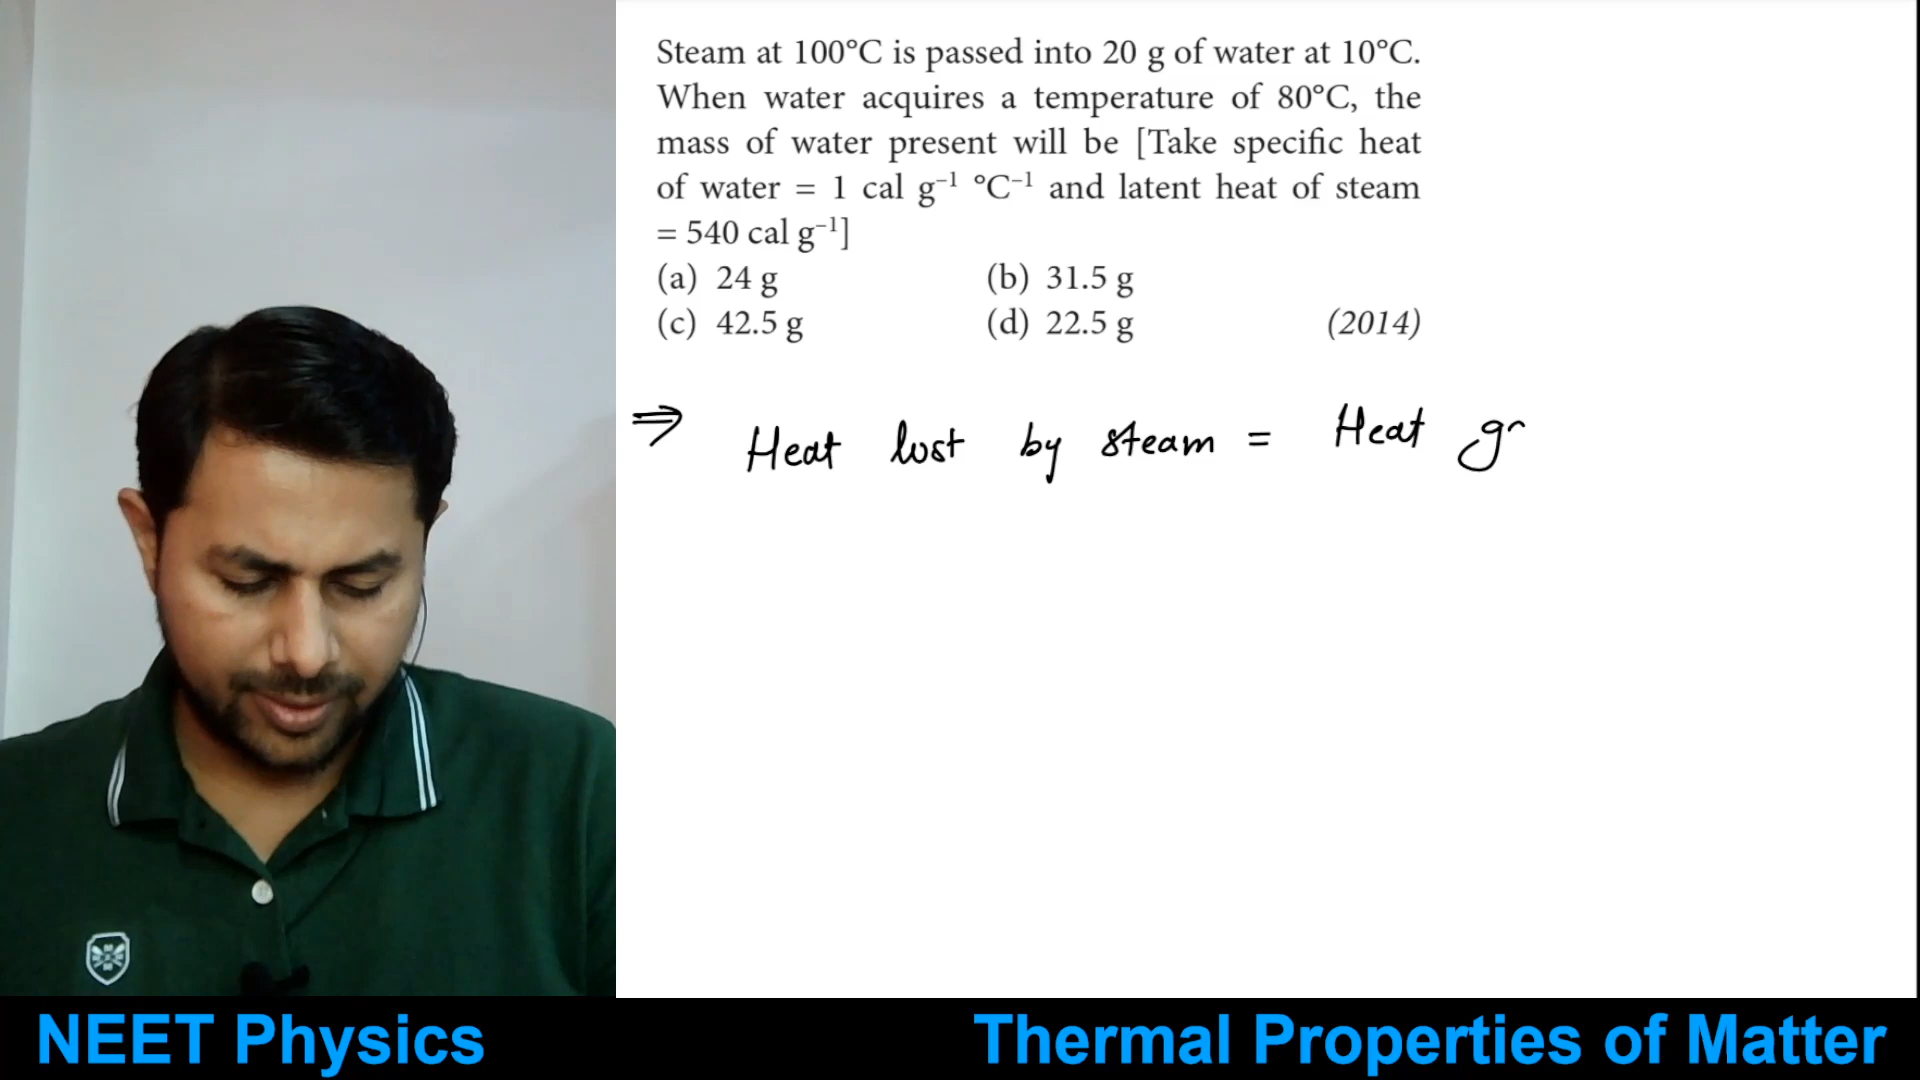 Steam at 100°C is passed into 20 g of water at 10°C.
When water acquires a temperature of 80°C, the
mass of water present will be [Take specific heat
of water = 1 cal g⁻¹ °C⁻¹ and latent heat of steam
= 540 cal g⁻¹]
(a) 24 g (b) 31.5 g
(c) 42.5 g (d) 22.5 g (2014)
⇒ Heat lost by steam = Heat
NEET Physics Thermal Properties of Matter